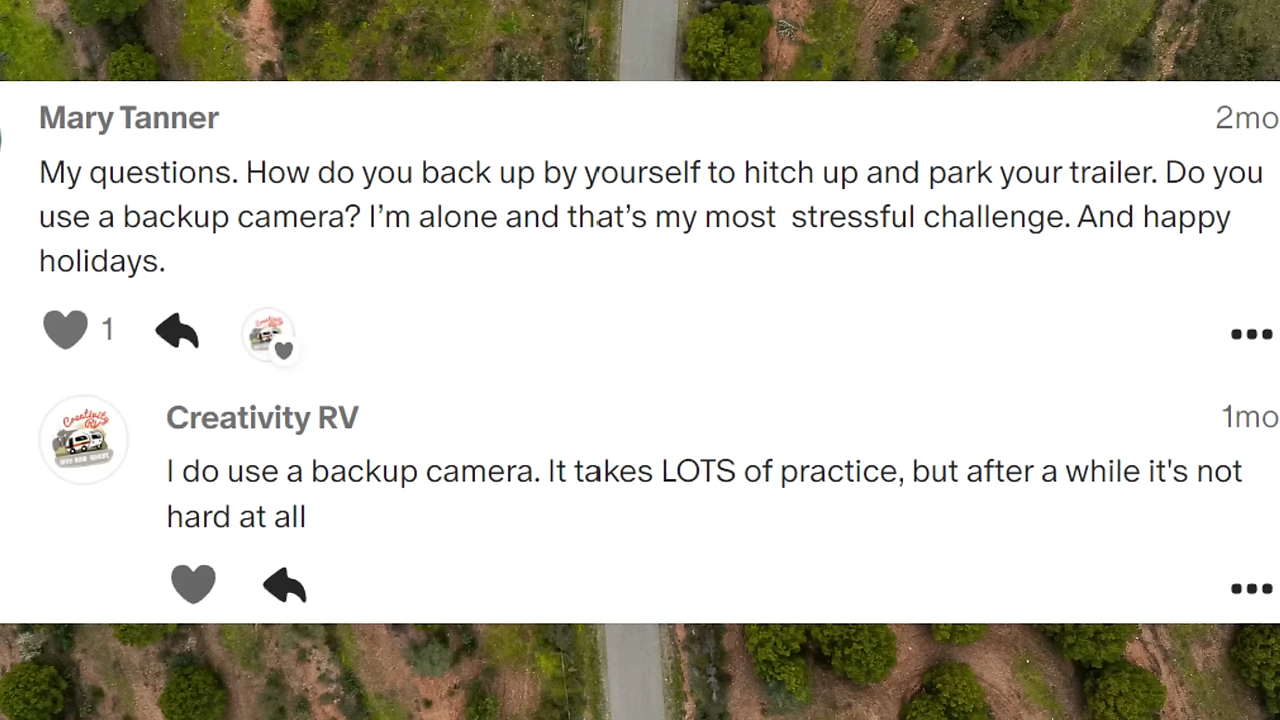 Mary Tanner
2mo
My questions. How do you back up by yourself to hitch up and park your trailer. Do you
use a backup camera? I’m alone and that’s my most  stressful challenge. And happy
holidays.
1
Creativity RV
1mo
I do use a backup camera. It takes LOTS of practice, but after a while it's not
hard at all
Creativity
RV